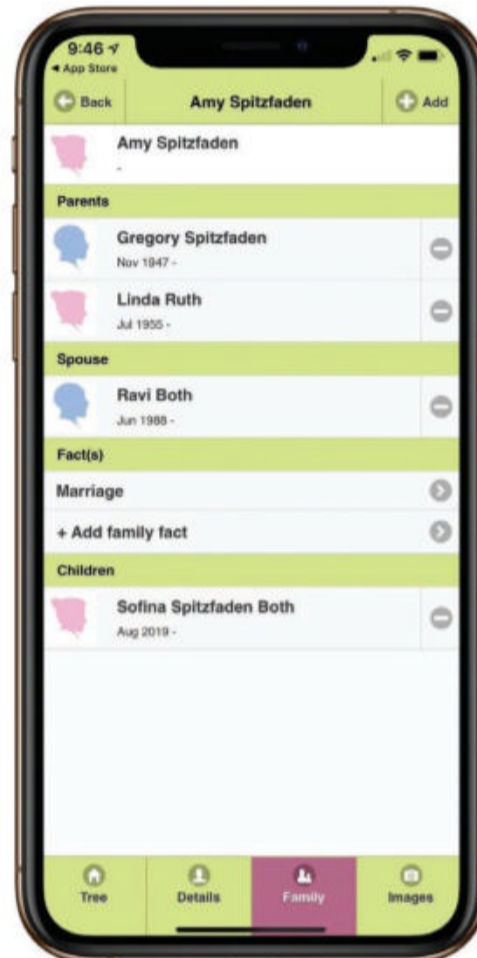 9:46
App Store
Back
Amy Spitzfaden
Add
Amy Spitzfaden
-
Parents
Gregory Spitzfaden
Nov 1947 -
Linda Ruth
Jul 1955 -
Spouse
Ravi Both
Jun 1988 -
Fact(s)
Marriage
+ Add family fact
Children
Sofina Spitzfaden Both
Aug 2019 -
Tree
Details
Family
Images